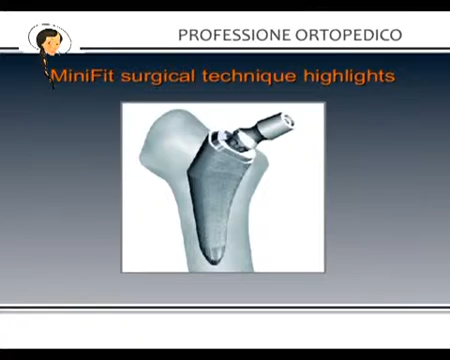 PROFESSIONE ORTOPEDICO
MiniFit surgical technique highlights